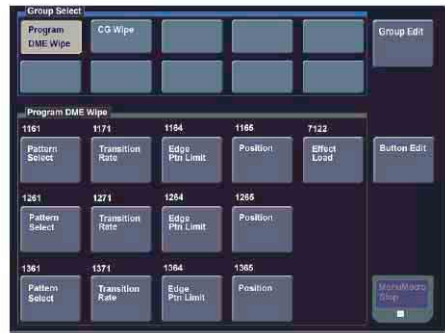 Group Select
Program
DME Wipe
CG Wipe
Group Edit
Program DME Wipe
1161
1171
1164
1165
7122
Pattern
Select
Transition
Rate
Edge
Ptn Limit
Position
Effect
Load
Button Edit
1261
1271
1264
1265
Pattern
Select
Transition
Rate
Edge
Ptn Limit
Position
1361
1371
1364
1365
Pattern
Select
Transition
Rate
Edge
Ptn Limit
Position
MenuMacro
Stop